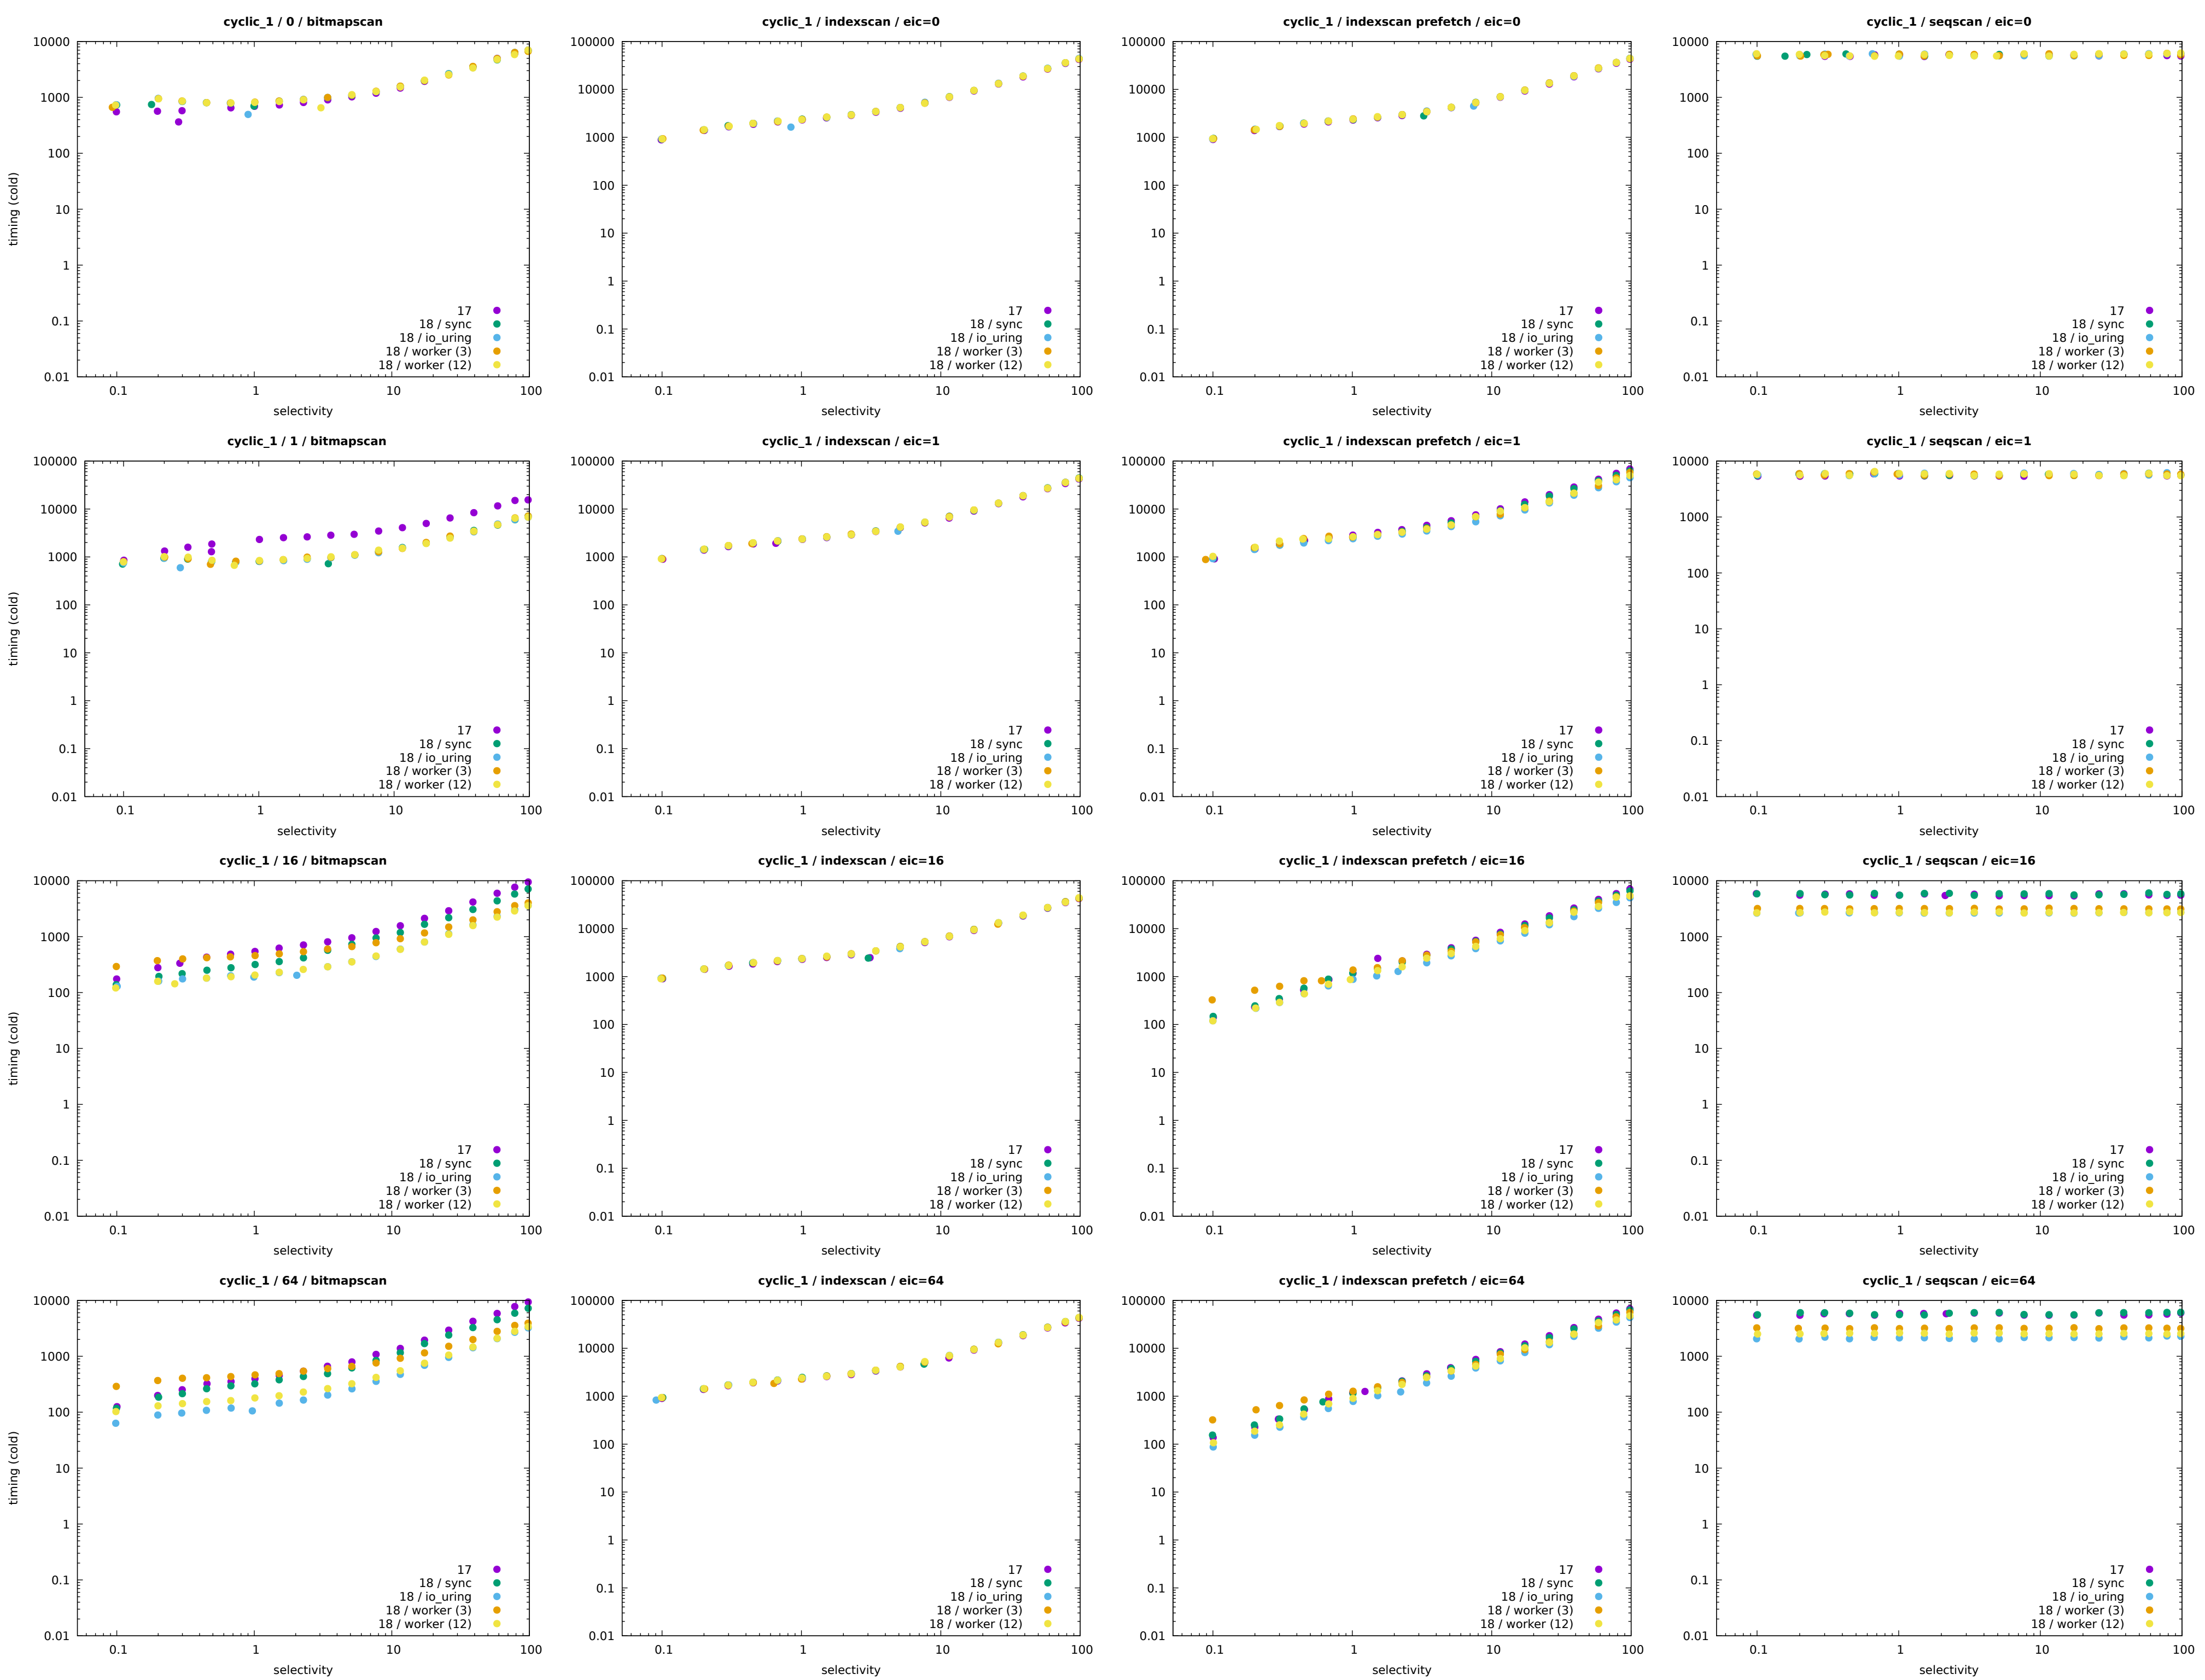 cyclic_1 / 0 / bitmapscan
10000
1000
100
10
1
0.1
0.01
timing (cold)
17
18 / sync
18 / io_uring
18 / worker (3)
18 / worker (12)
0.1 1 10 100
selectivity
cyclic_1 / indexscan / eic=0
100000
10000
1000
100
10
1
0.1
0.01
17
18 / sync
18 / io_uring
18 / worker (3)
18 / worker (12)
0.1 1 10 100
selectivity
cyclic_1 / indexscan prefetch / eic=0
100000
10000
1000
100
10
1
0.1
0.01
17
18 / sync
18 / io_uring
18 / worker (3)
18 / worker (12)
0.1 1 10 100
selectivity
cyclic_1 / seqscan / eic=0
10000
1000
100
10
1
0.1
0.01
17
18 / sync
18 / io_uring
18 / worker (3)
18 / worker (12)
0.1 1 10 100
selectivity
cyclic_1 / 1 / bitmapscan
100000
10000
1000
100
10
1
0.1
0.01
timing (cold)
17
18 / sync
18 / io_uring
18 / worker (3)
18 / worker (12)
0.1 1 10 100
selectivity
cyclic_1 / indexscan / eic=1
100000
10000
1000
100
10
1
0.1
0.01
17
18 / sync
18 / io_uring
18 / worker (3)
18 / worker (12)
0.1 1 10 100
selectivity
cyclic_1 / indexscan prefetch / eic=1
100000
10000
1000
100
10
1
0.1
0.01
17
18 / sync
18 / io_uring
18 / worker (3)
18 / worker (12)
0.1 1 10 100
selectivity
cyclic_1 / seqscan / eic=1
10000
1000
100
10
1
0.1
0.01
17
18 / sync
18 / io_uring
18 / worker (3)
18 / worker (12)
0.1 1 10 100
selectivity
cyclic_1 / 16 / bitmapscan
10000
1000
100
10
1
0.1
0.01
timing (cold)
17
18 / sync
18 / io_uring
18 / worker (3)
18 / worker (12)
0.1 1 10 100
selectivity
cyclic_1 / indexscan / eic=16
100000
10000
1000
100
10
1
0.1
0.01
17
18 / sync
18 / io_uring
18 / worker (3)
18 / worker (12)
0.1 1 10 100
selectivity
cyclic_1 / indexscan prefetch / eic=16
100000
10000
1000
100
10
1
0.1
0.01
17
18 / sync
18 / io_uring
18 / worker (3)
18 / worker (12)
0.1 1 10 100
selectivity
cyclic_1 / seqscan / eic=16
10000
1000
100
10
1
0.1
0.01
17
18 / sync
18 / io_uring
18 / worker (3)
18 / worker (12)
0.1 1 10 100
selectivity
cyclic_1 / 64 / bitmapscan
10000
1000
100
10
1
0.1
0.01
timing (cold)
17
18 / sync
18 / io_uring
18 / worker (3)
18 / worker (12)
0.1 1 10 100
selectivity
cyclic_1 / indexscan / eic=64
100000
10000
1000
100
10
1
0.1
0.01
17
18 / sync
18 / io_uring
18 / worker (3)
18 / worker (12)
0.1 1 10 100
selectivity
cyclic_1 / indexscan prefetch / eic=64
100000
10000
1000
100
10
1
0.1
0.01
17
18 / sync
18 / io_uring
18 / worker (3)
18 / worker (12)
0.1 1 10 100
selectivity
cyclic_1 / seqscan / eic=64
10000
1000
100
10
1
0.1
0.01
17
18 / sync
18 / io_uring
18 / worker (3)
18 / worker (12)
0.1 1 10 100
selectivity